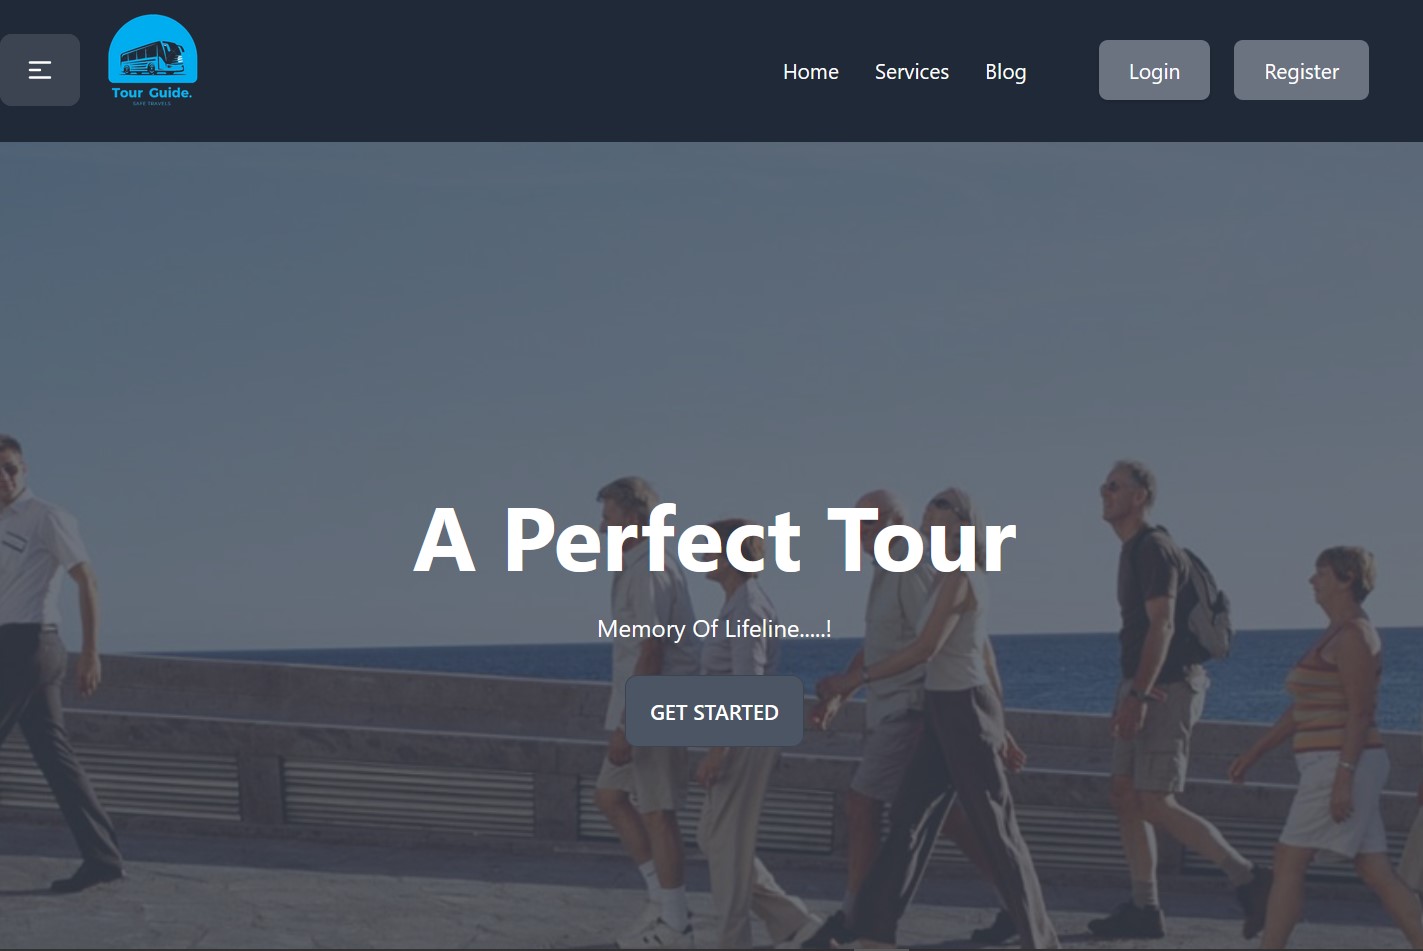 Tour Guide.
SAFE TRAVELS
Home Services Blog Login Register
A Perfect Tour
Memory Of Lifeline.....!
GET STARTED